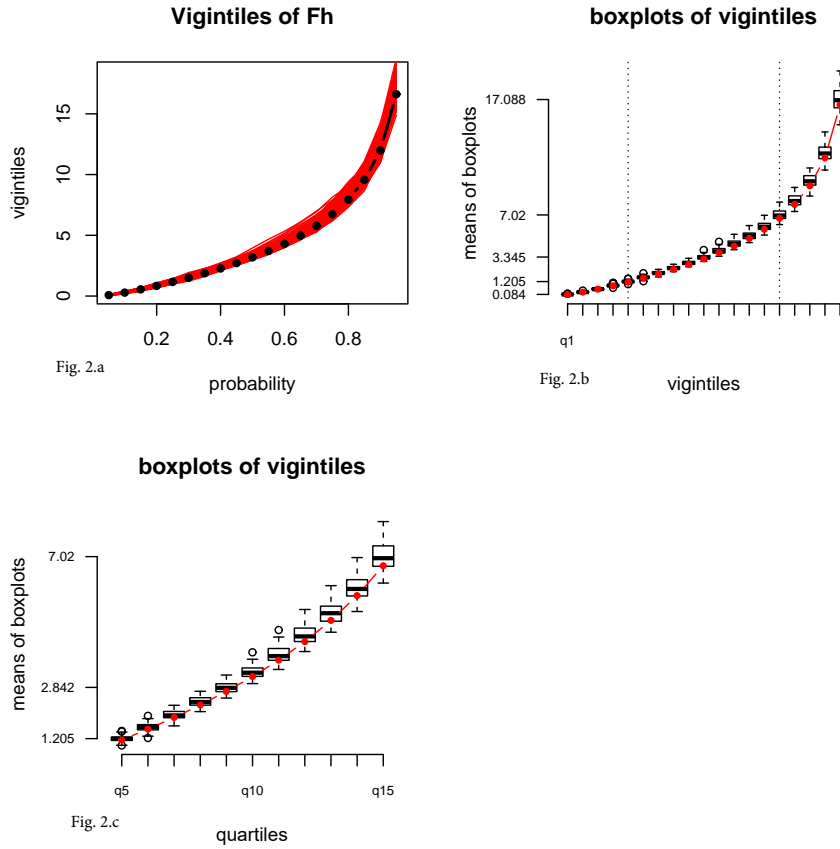 Vigintiles of Fh
vigintiles
15
10
5
0
0.2 0.4 0.6 0.8
Fig. 2.a
probability
boxplots of vigintiles
means of boxplots
17.088
7.02
3.345
1.205
0.084
q1
Fig. 2.b
vigintiles
boxplots of vigintiles
means of boxplots
7.02
2.842
1.205
q5 q10 q15
Fig. 2.c
quartiles